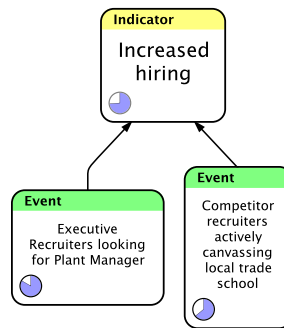 Indicator
Increased
hiring
Event
Executive
Recruiters looking
for Plant Manager
Event
Competitor
recruiters
actively
canvassing
local trade
school